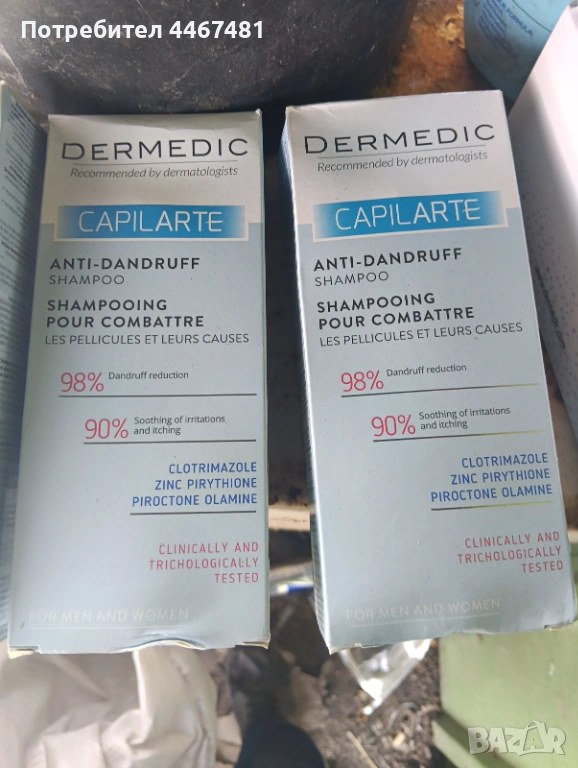 Потребител 4467481
DERMEDIC
Recommended by dermatologists
CAPILARTE
ANTI-DANDRUFF
SHAMPOO
SHAMPOOING
POUR COMBATTRE
LES PELLICULES ET LEURS CAUSES
98% Dandruff reduction
90% Soothing of irritations
and itching
CLOTRIMAZOLE
ZINC PIRYTHIONE
PIROCTONE OLAMINE
CLINICALLY AND
TRICHOLOGICALLY
TESTED
FOR MEN AND WOMEN
DERMEDIC
Recommended by dermatologists
CAPILARTE
ANTI-DANDRUFF
SHAMPOO
SHAMPOOING
POUR COMBATTRE
LES PELLICULES ET LEURS CAUSES
98% Dandruff reduction
90% Soothing of irritations
and itching
CLOTRIMAZOLE
ZINC PIRYTHIONE
PIROCTONE OLAMINE
CLINICALLY AND
TRICHOLOGICALLY
TESTED
FOR MEN AND WOMEN
BAZAR